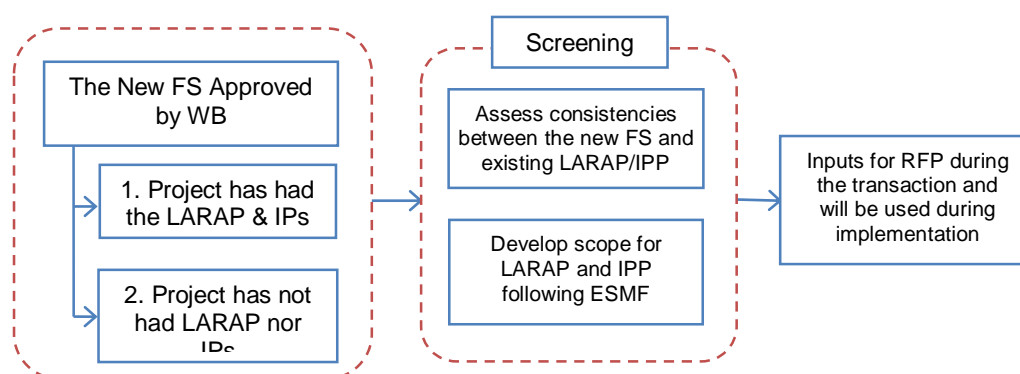 The New FS Approved
by WB
1. Project has had
the LARAP & IPs
2. Project has not
had LARAP nor
IPs
Screening
Assess consistencies
between the new FS and
existing LARAP/IPP
Develop scope for
LARAP and IPP
following ESMF
Inputs for RFP during
the transaction and
will be used during
implementation